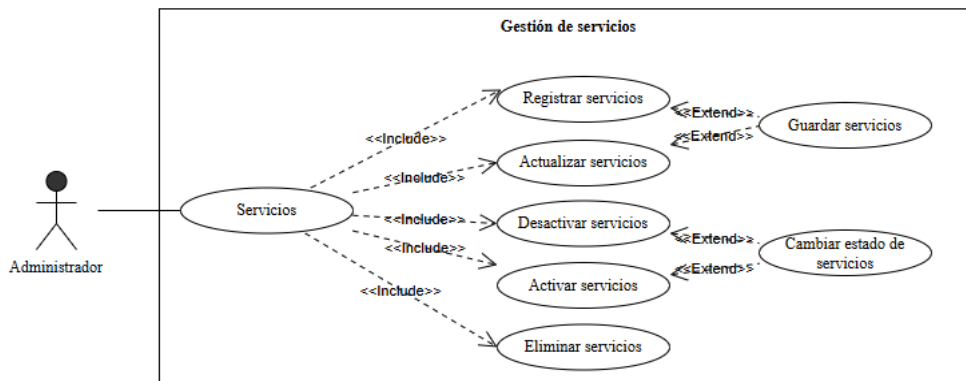 Gestión de servicios
Registrar servicios
<<Extend>>
Guardar servicios
<<Extend>>
<<Include>>
Actualizar servicios
<<Include>>
Servicios
<<Include>>
Desactivar servicios
<<Extend>>
Cambiar estado de
servicios
<<Include>>
<<Extend>>
Administrador
Activar servicios
<<Include>>
Eliminar servicios